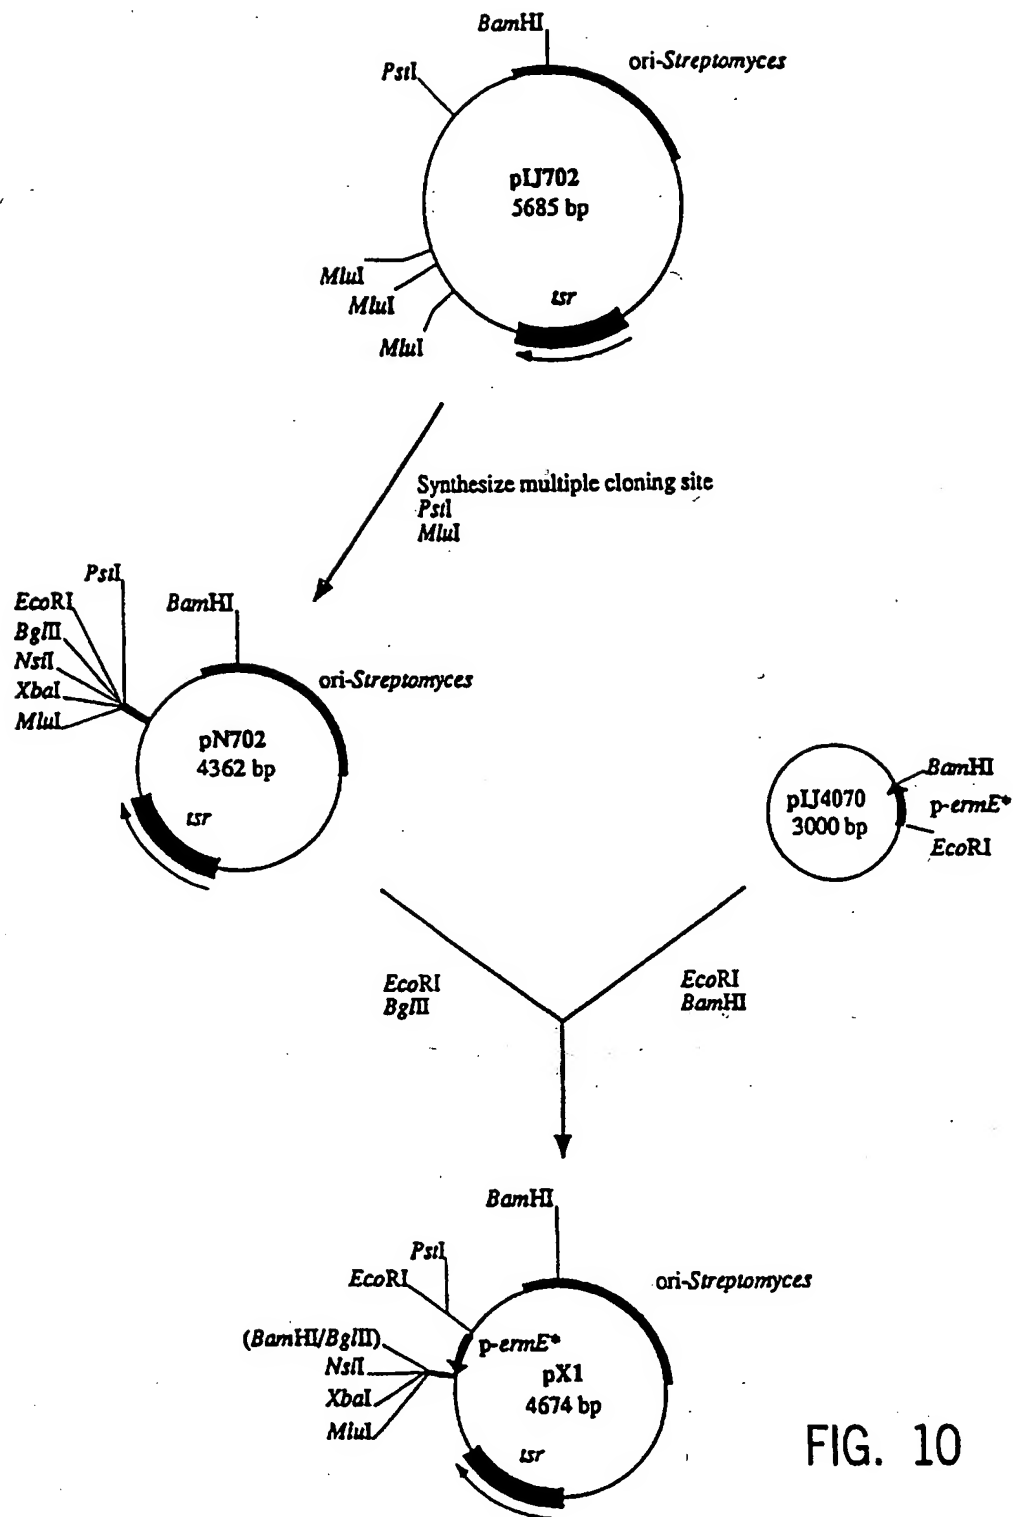 BamHI
ori-Streptomyces
PstI
pIJ702
5685 bp
MluI
MluI
MluI
tsr
Synthesize multiple cloning site
PstI
MluI
PstI
EcoRI
BglII
NsiI
XbaI
MluI
BamHI
ori-Streptomyces
pN702
4362 bp
tsr
pIJ4070
3000 bp
BamHI
p-ermE*
EcoRI
EcoRI
BglII
EcoRI
BamHI
BamHI
PstI
EcoRI
ori-Streptomyces
(BamHI/BglII)
NsiI
XbaI
MluI
p-ermE*
pX1
4674 bp
tsr
FIG. 10